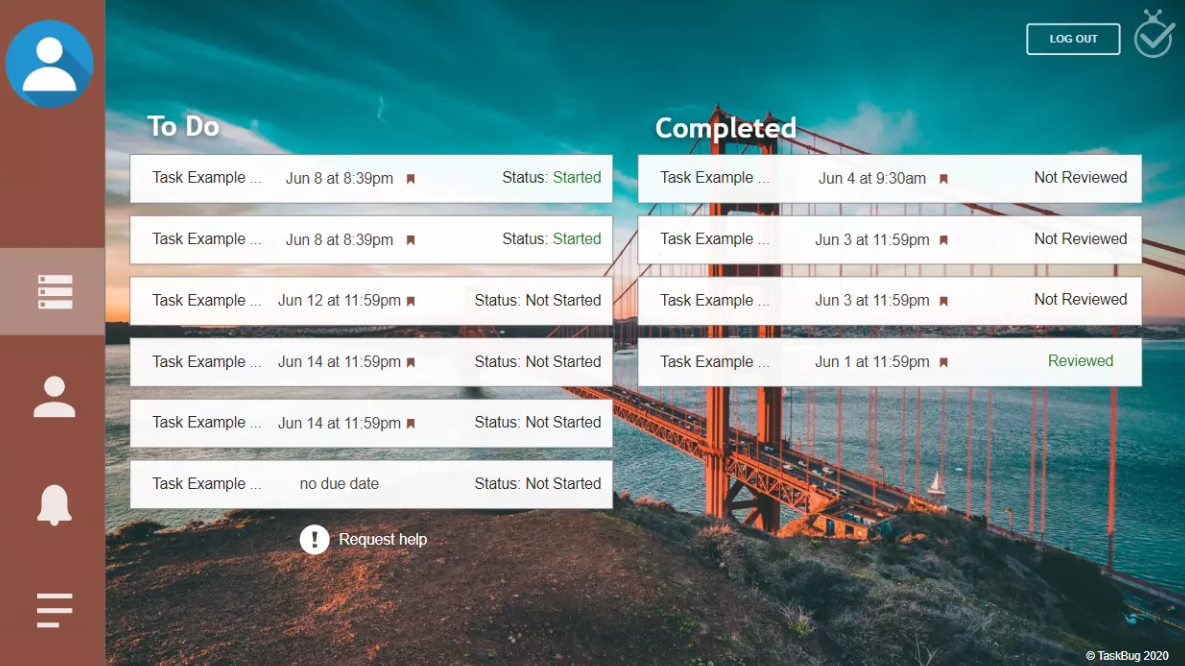 LOG OUT
To Do
Task Example ... Jun 8 at 8:39pm Status: Started
Task Example ... Jun 8 at 8:39pm Status: Started
Task Example ... Jun 12 at 11:59pm Status: Not Started
Task Example ... Jun 14 at 11:59pm Status: Not Started
Task Example ... Jun 14 at 11:59pm Status: Not Started
Task Example ... no due date Status: Not Started
! Request help
Completed
Task Example ... Jun 4 at 9:30am Not Reviewed
Task Example ... Jun 3 at 11:59pm Not Reviewed
Task Example ... Jun 3 at 11:59pm Not Reviewed
Task Example ... Jun 1 at 11:59pm Reviewed
© TaskBug 2020